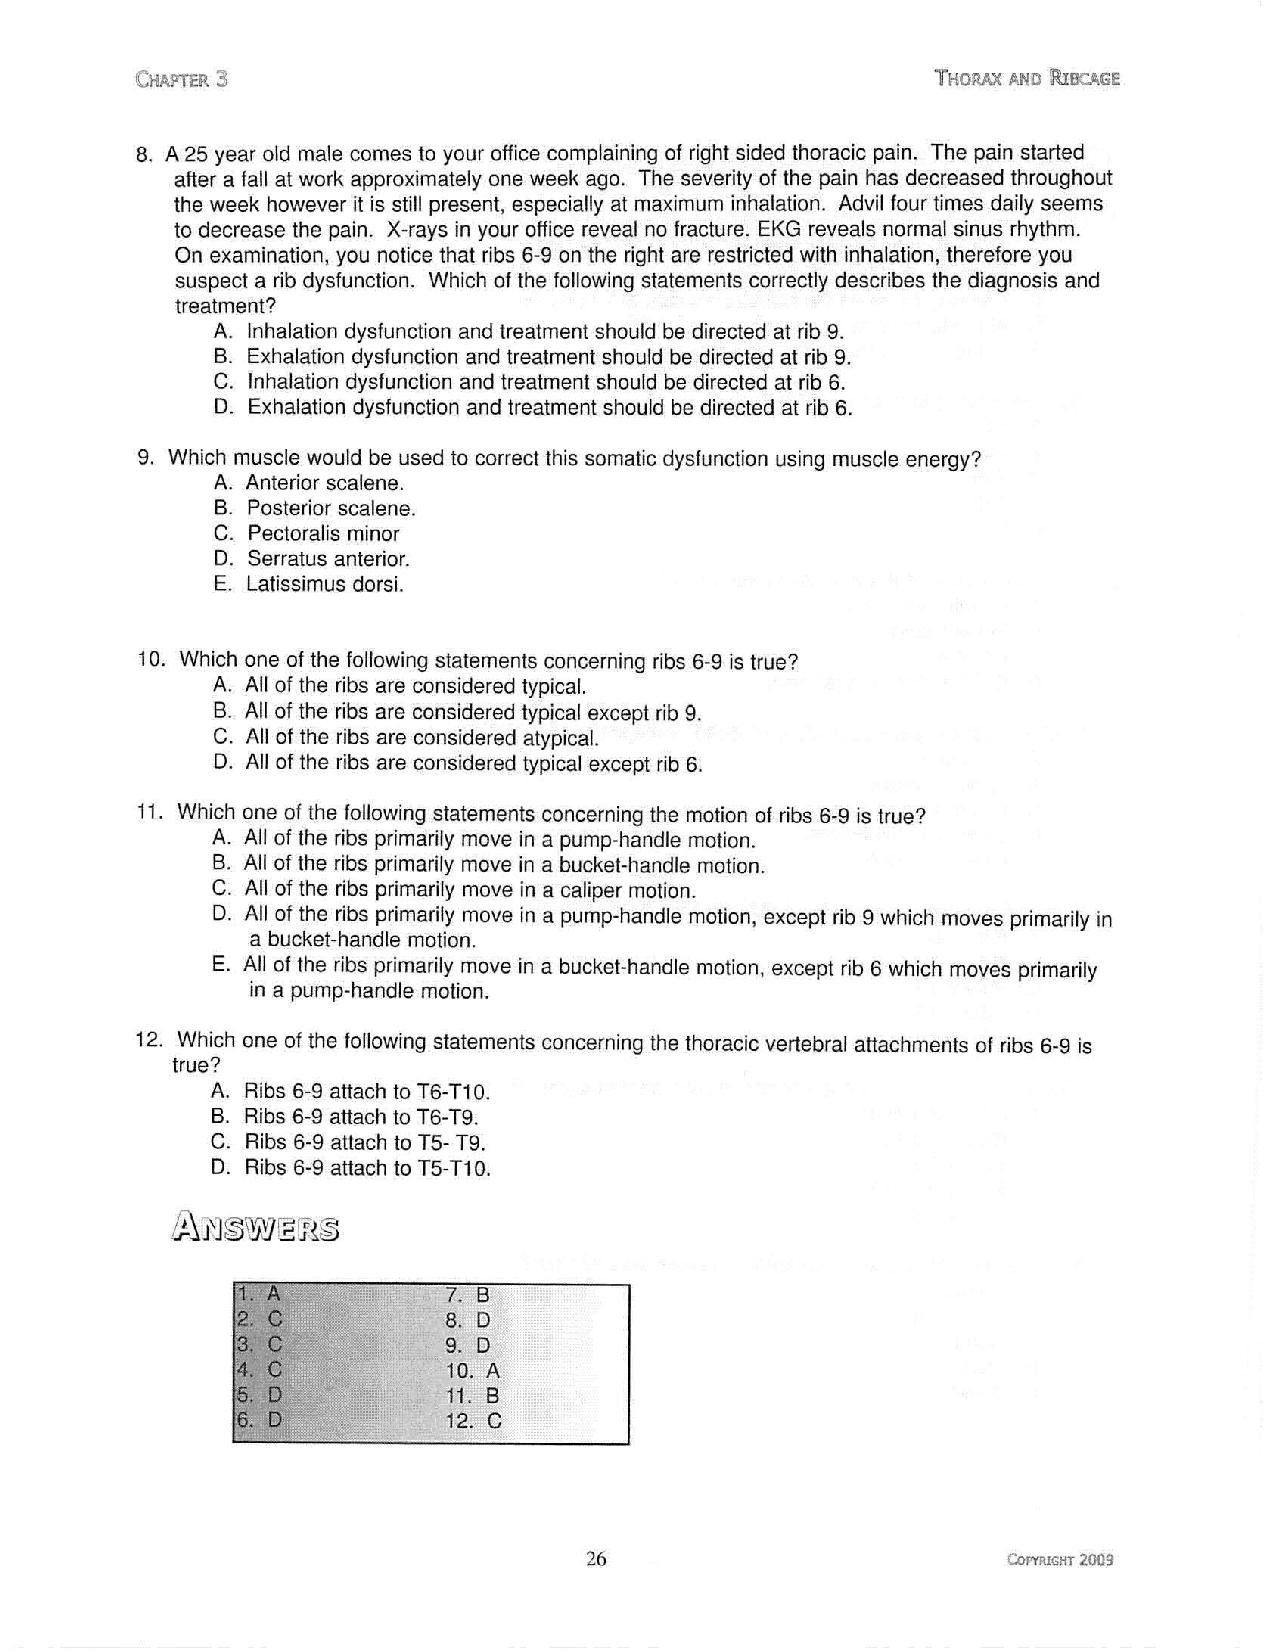 CHAPTER 3
THORAX AND RIBCAGE
8. A 25 year old male comes to your office complaining of right sided thoracic pain. The pain started
after a fall at work approximately one week ago. The severity of the pain has decreased throughout
the week however it is still present, especially at maximum inhalation. Advil four times daily seems
to decrease the pain. X-rays in your office reveal no fracture. EKG reveals normal sinus rhythm.
On examination, you notice that ribs 6-9 on the right are restricted with inhalation, therefore you
suspect a rib dysfunction. Which of the following statements correctly describes the diagnosis and
treatment?
A. Inhalation dysfunction and treatment should be directed at rib 9.
B. Exhalation dysfunction and treatment should be directed at rib 9.
C. Inhalation dysfunction and treatment should be directed at rib 6.
D. Exhalation dysfunction and treatment should be directed at rib 6.
9. Which muscle would be used to correct this somatic dysfunction using muscle energy?
A. Anterior scalene.
B. Posterior scalene.
C. Pectoralis minor
D. Serratus anterior.
E. Latissimus dorsi.
10. Which one of the following statements concerning ribs 6-9 is true?
A. All of the ribs are considered typical.
B. All of the ribs are considered typical except rib 9.
C. All of the ribs are considered atypical.
D. All of the ribs are considered typical except rib 6.
11. Which one of the following statements concerning the motion of ribs 6-9 is true?
A. All of the ribs primarily move in a pump-handle motion.
B. All of the ribs primarily move in a bucket-handle motion.
C. All of the ribs primarily move in a caliper motion.
D. All of the ribs primarily move in a pump-handle motion, except rib 9 which moves primarily in
a bucket-handle motion.
E. All of the ribs primarily move in a bucket-handle motion, except rib 6 which moves primarily
in a pump-handle motion.
12. Which one of the following statements concerning the thoracic vertebral attachments of ribs 6-9 is
true?
A. Ribs 6-9 attach to T6-T10.
B. Ribs 6-9 attach to T6-T9.
C. Ribs 6-9 attach to T5- T9.
D. Ribs 6-9 attach to T5-T10.
ANSWERS
1. A 7. B
2. C 8. D
3. C 9. D
4. C 10. A
5. D 11. B
6. D 12. C
26
COPYRIGHT 2009